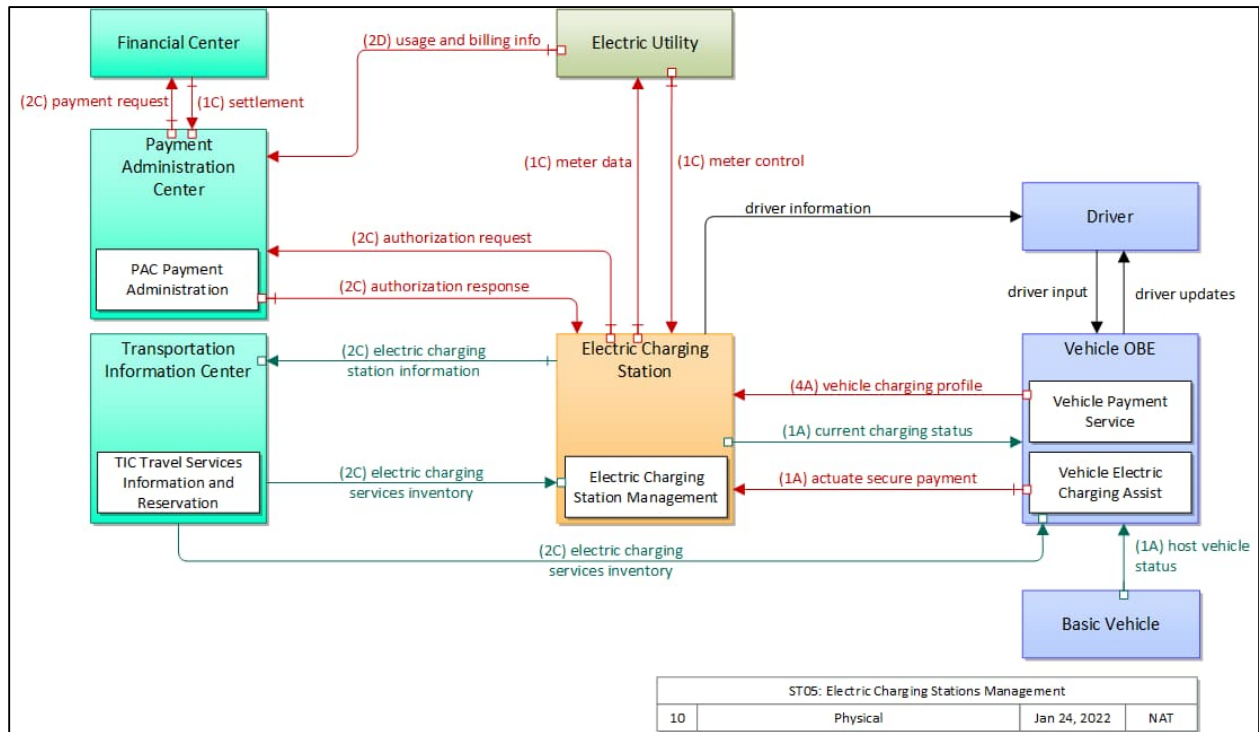 Financial Center
(2D) usage and billing info
Electric Utility
(2C) payment request
(1C) settlement
Payment
Administration
Center
(1C) meter data
(1C) meter control
driver information
Driver
(2C) authorization request
PAC Payment
Administration
(2C) authorization response
driver input
driver updates
Transportation
Information Center
(2C) electric charging
station information
Electric Charging
Station
Vehicle OBE
(4A) vehicle charging profile
Vehicle Payment
Service
(1A) current charging status
TIC Travel Services
Information and
Reservation
(2C) electric charging
services inventory
Electric Charging
Station Management
(1A) actuate secure payment
Vehicle Electric
Charging Assist
(2C) electric charging
services inventory
(1A) host vehicle
status
Basic Vehicle
ST05: Electric Charging Stations Management
10 Physical Jan 24, 2022 NAT